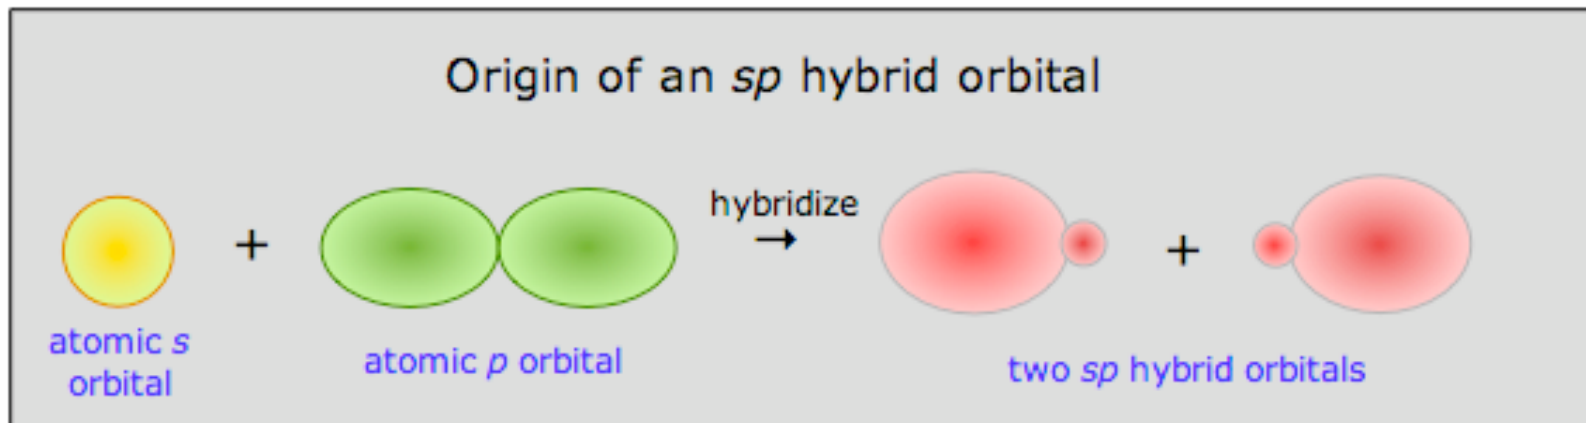 Origin of an sp hybrid orbital
hybridize
+
→
+
atomic s
orbital
atomic p orbital
two sp hybrid orbitals